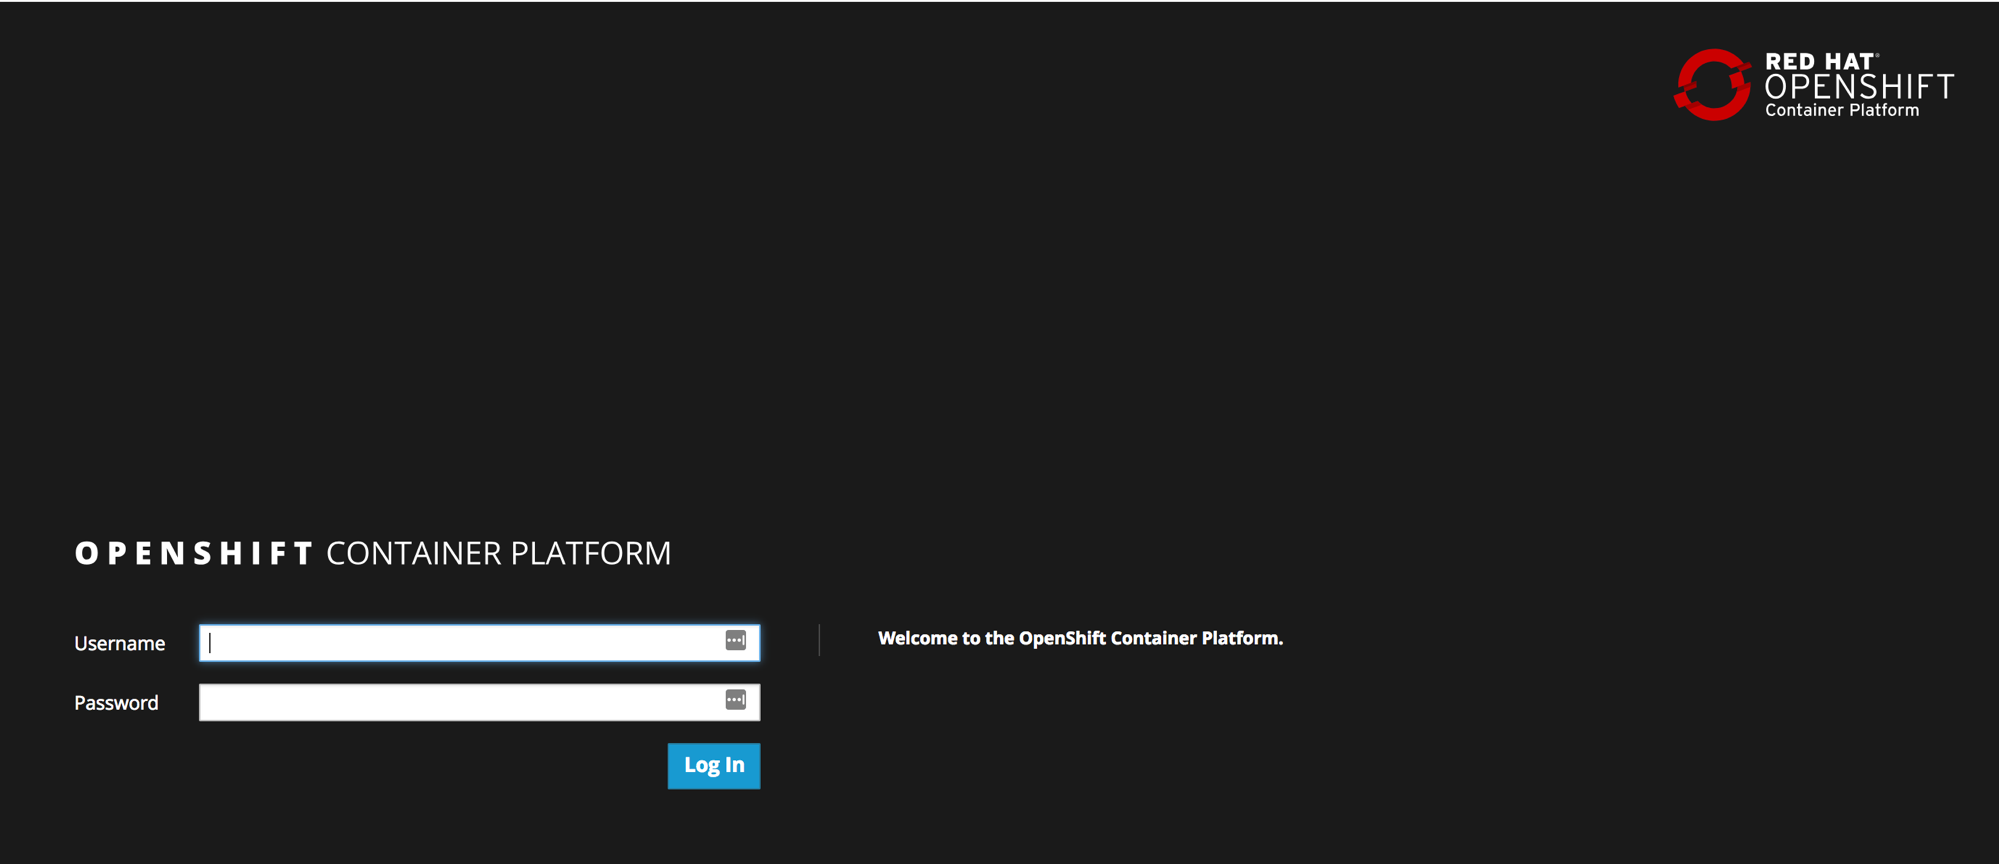 RED HAT®
OPENSHIFT
Container Platform
OPENSHIFT CONTAINER PLATFORM
Username
Welcome to the OpenShift Container Platform.
Password
Log In